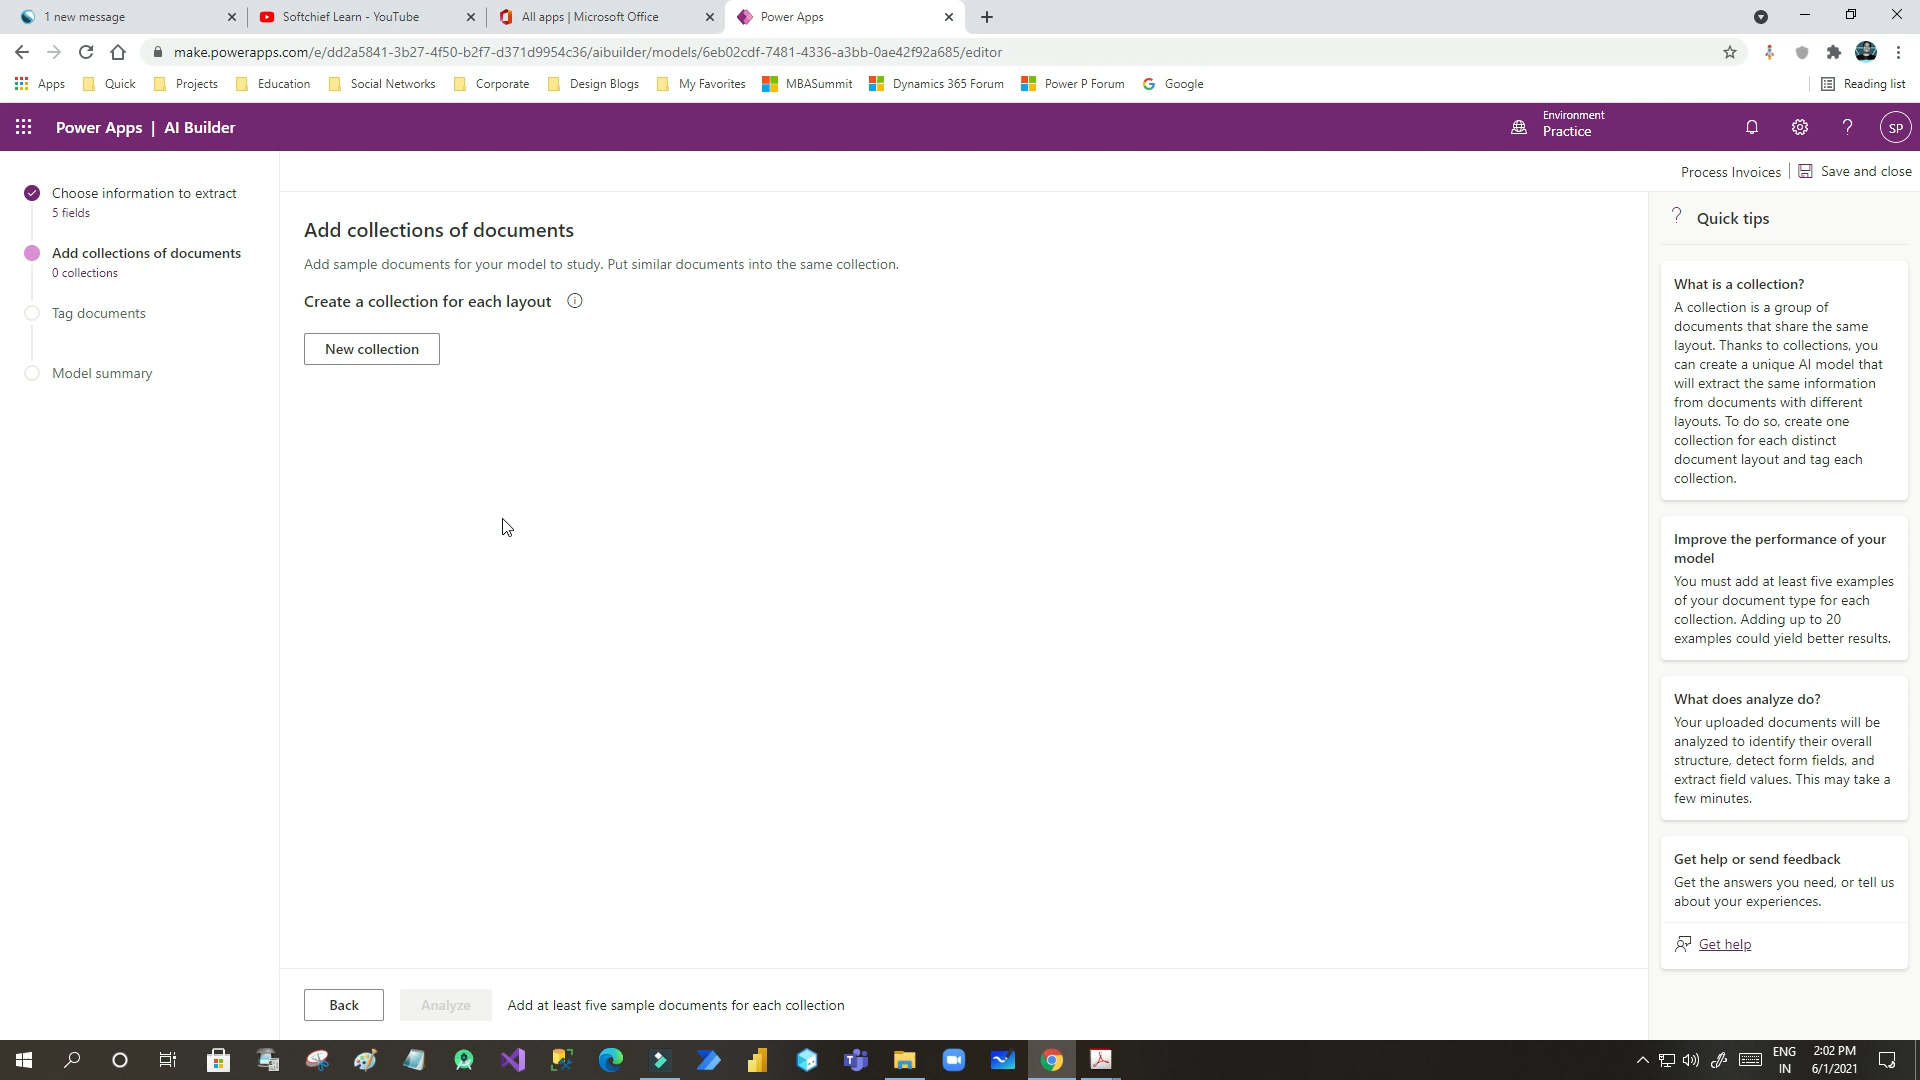 1 new message
Softchief Learn - YouTube
All apps | Microsoft Office
Power Apps
make.powerapps.com/e/dd2a5841-3b27-4f50-b2f7-d371d9954c36/aibuilder/models/6eb02cdf-7481-4336-a3bb-0ae42f92a685/editor
Apps
Quick
Projects
Education
Social Networks
Corporate
Design Blogs
My Favorites
MBASummit
Dynamics 365 Forum
Power P Forum
Google
Reading list
Power Apps | AI Builder
Environment
Practice
SP
Process Invoices
Save and close
Choose information to extract
5 fields
Add collections of documents
0 collections
Tag documents
Model summary
Add collections of documents
Add sample documents for your model to study. Put similar documents into the same collection.
Create a collection for each layout
New collection
Quick tips
What is a collection?
A collection is a group of
documents that share the same
layout. Thanks to collections, you
can create a unique AI model that
will extract the same information
from documents with different
layouts. To do so, create one
collection for each distinct
document layout and tag each
collection.
Improve the performance of your
model
You must add at least five examples
of your document type for each
collection. Adding up to 20
examples could yield better results.
What does analyze do?
Your uploaded documents will be
analyzed to identify their overall
structure, detect form fields, and
extract field values. This may take a
few minutes.
Get help or send feedback
Get the answers you need, or tell us
about your experiences.
Get help
Back
Analyze
Add at least five sample documents for each collection
ENG
IN
2:02 PM
6/1/2021